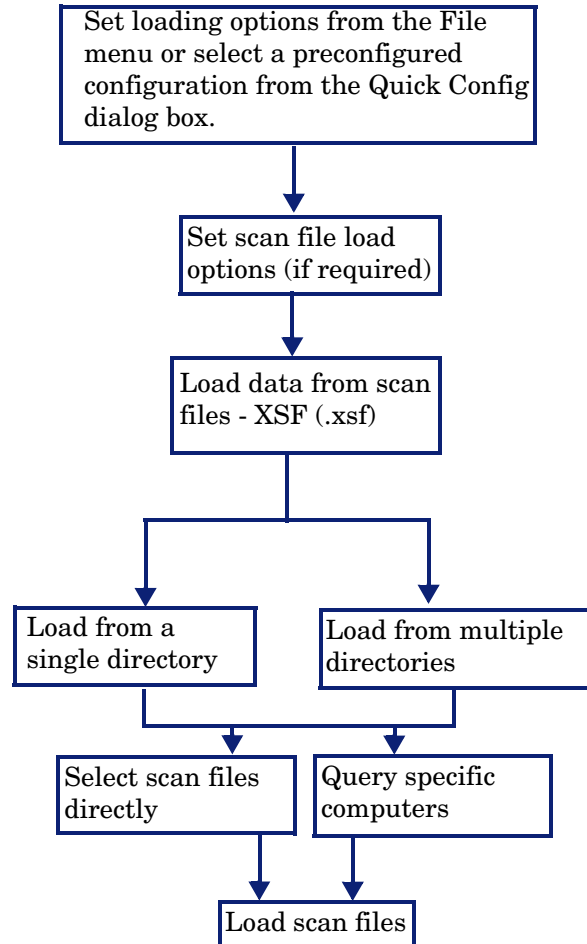 Set loading options from the File
menu or select a preconfigured
configuration from the Quick Config
dialog box.
Set scan file load
options (if required)
Load data from scan
files - XSF (.xsf)
Load from a
single directory
Load from multiple
directories
Select scan files
directly
Query specific
computers
Load scan files